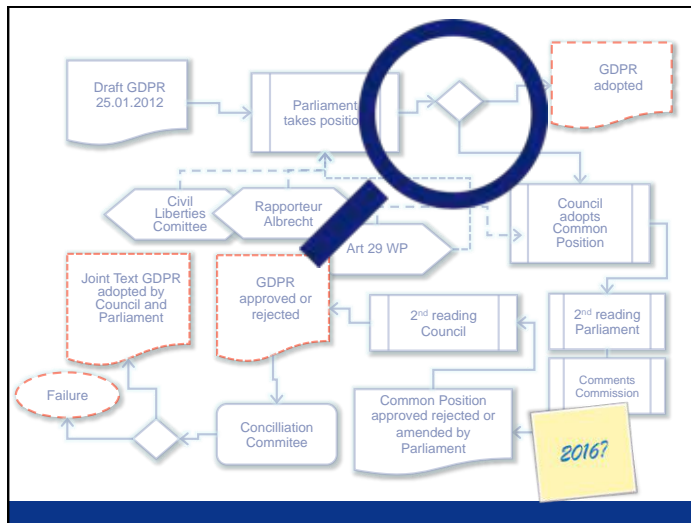 Draft GDPR
25.01.2012
Parliament
takes position
GDPR
adopted
Civil
Liberties
Comittee
Rapporteur
Albrecht
Art 29 WP
Council
adopts
Common
Position
Joint Text GDPR
adopted by
Council and
Parliament
GDPR
approved or
rejected
2nd reading
Council
2nd reading
Parliament
Comments
Commission
Failure
Concilliation
Commitee
Common Position
approved rejected or
amended by
Parliament
2016?